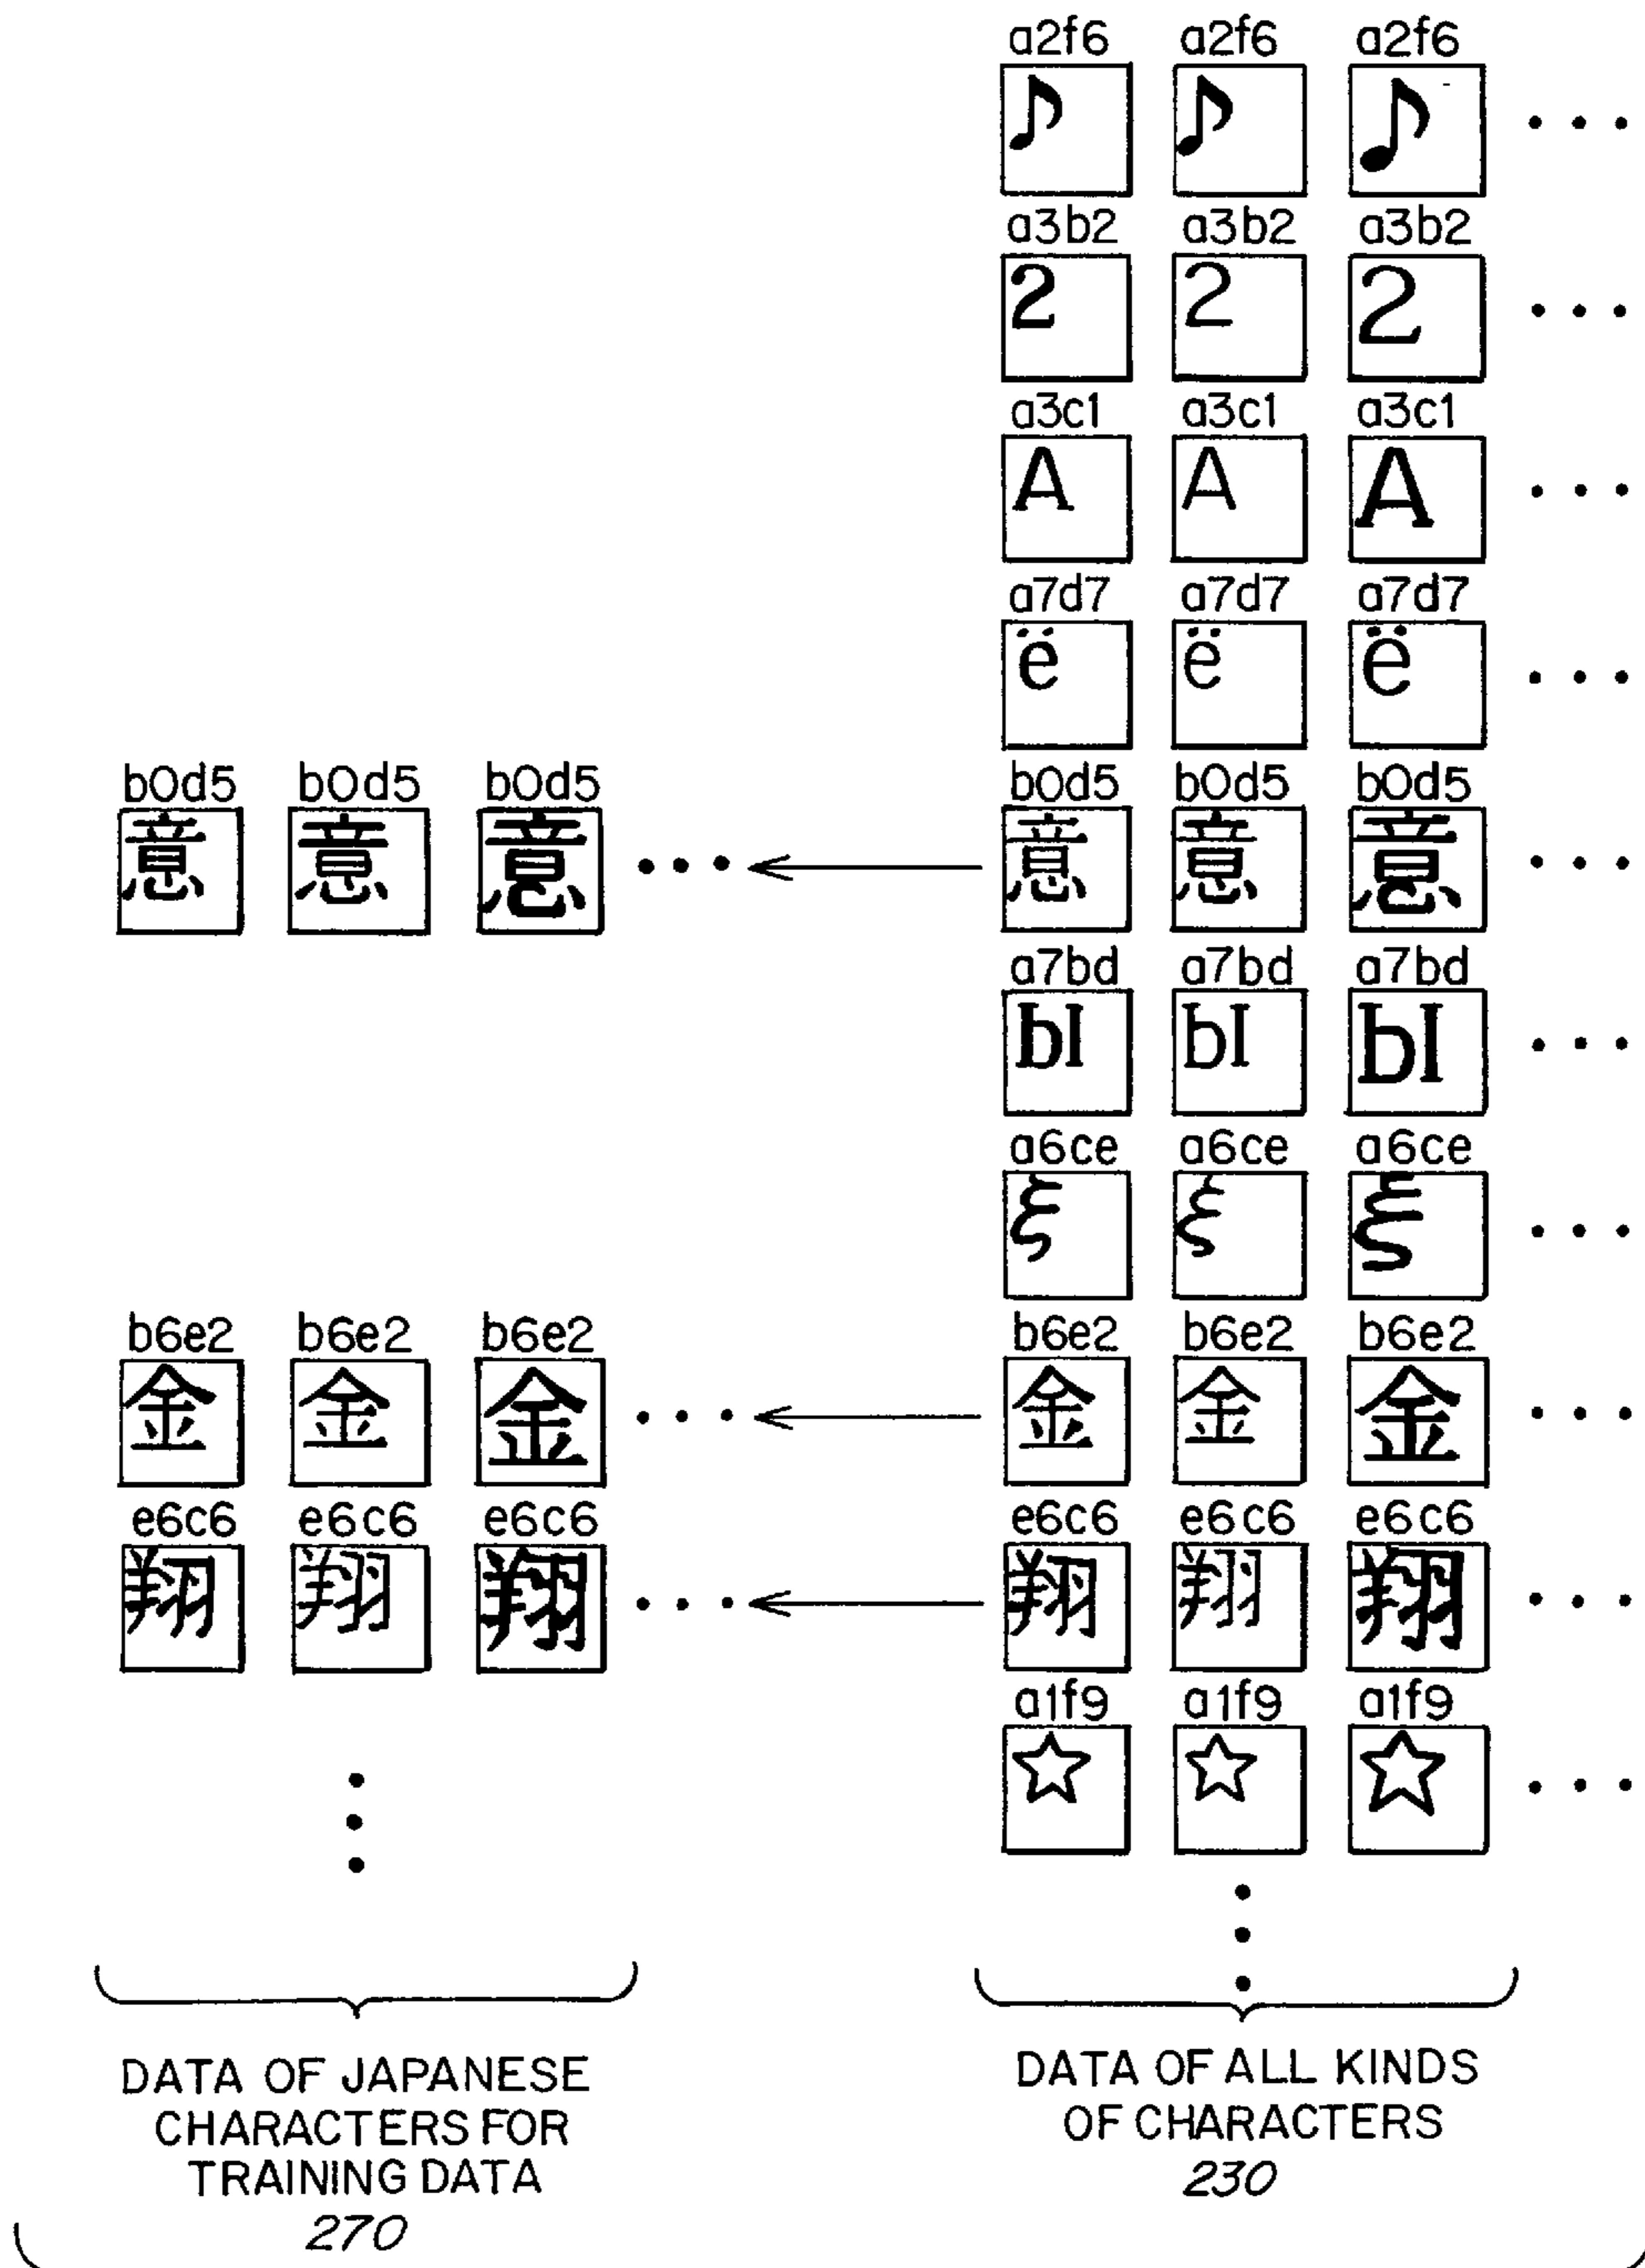 a2f6 a2f6 a2f6
♪ ♪ ♪ • • •
a3b2 a3b2 a3b2
2 2 2 • • •
a3c1 a3c1 a3c1
A A A • • •
a7d7 a7d7 a7d7
ë ë ë • • •
b0d5 b0d5 b0d5 b0d5 b0d5 b0d5
意 意 意 • • • ← 意 意 意 • • •
a7bd a7bd a7bd
ы ы ы • • •
a6ce a6ce a6ce
ξ ξ ξ • • •
b6e2 b6e2 b6e2 b6e2 b6e2 b6e2
金 金 金 • • • ← 金 金 金 • • •
e6c6 e6c6 e6c6 e6c6 e6c6 e6c6
翔 翔 翔 • • • ← 翔 翔 翔 • • •
a1f9 a1f9 a1f9
☆ ☆ ☆ • • •
DATA OF JAPANESE
CHARACTERS FOR
TRAINING DATA
270
DATA OF ALL KINDS
OF CHARACTERS
230